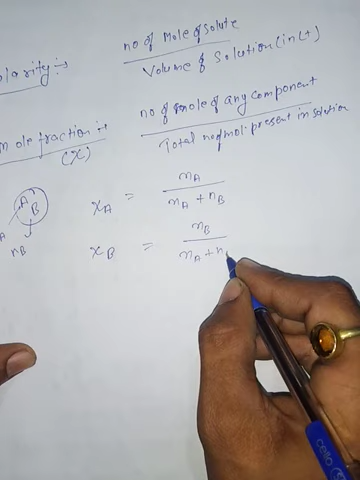 no of Mole of Solute
olarity :-
Volume of Solution (in Lt)
no of mole of any component
Mole fraction :-
(X)
Total no of mol. present in solution
A B
xA = nA / nA + nB
A
nB
xB = nB / nA + n
cello